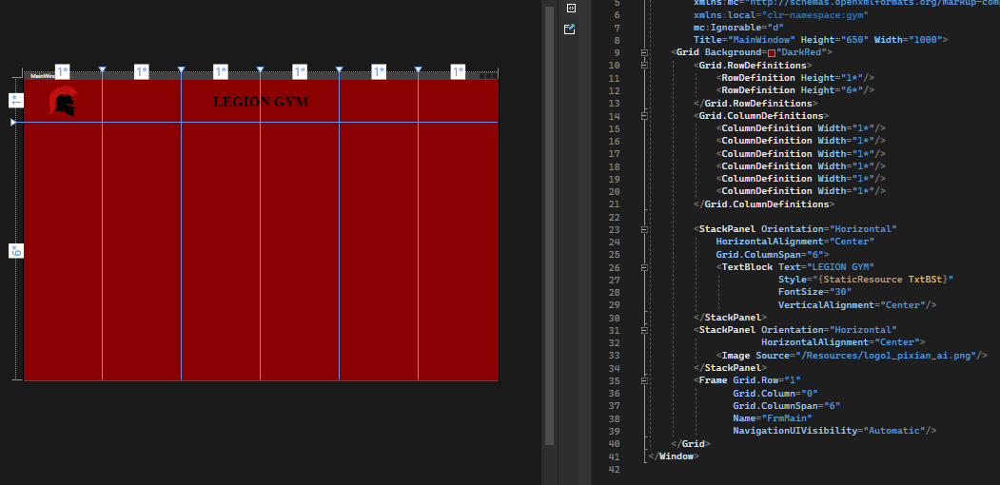 MainWin
1*
1*
1*
1*
1*
1*
1*
LEGION GYM
6*
5 xmlns:mc="http://schemas.openxmlformats.org/markup-com
6 xmlns:local="clr-namespace:gym"
7 mc:Ignorable="d"
8 Title="MainWindow" Height="650" Width="1000">
9 <Grid Background="DarkRed">
10 <Grid.RowDefinitions>
11 <RowDefinition Height="1*"/>
12 <RowDefinition Height="6*"/>
13 </Grid.RowDefinitions>
14 <Grid.ColumnDefinitions>
15 <ColumnDefinition Width="1*"/>
16 <ColumnDefinition Width="1*"/>
17 <ColumnDefinition Width="1*"/>
18 <ColumnDefinition Width="1*"/>
19 <ColumnDefinition Width="1*"/>
20 <ColumnDefinition Width="1*"/>
21 </Grid.ColumnDefinitions>
22
23 <StackPanel Orientation="Horizontal"
24 HorizontalAlignment="Center"
25 Grid.ColumnSpan="6">
26 <TextBlock Text="LEGION GYM"
27 Style="{StaticResource TxtBSt}"
28 FontSize="30"
29 VerticalAlignment="Center"/>
30 </StackPanel>
31 <StackPanel Orientation="Horizontal"
32 HorizontalAlignment="Center">
33 <Image Source="/Resources/logo1_pixian_ai.png"/>
34 </StackPanel>
35 <Frame Grid.Row="1"
36 Grid.Column="0"
37 Grid.ColumnSpan="6"
38 Name="FrmMain"
39 NavigationUIVisibility="Automatic"/>
40 </Grid>
41 </Window>
42